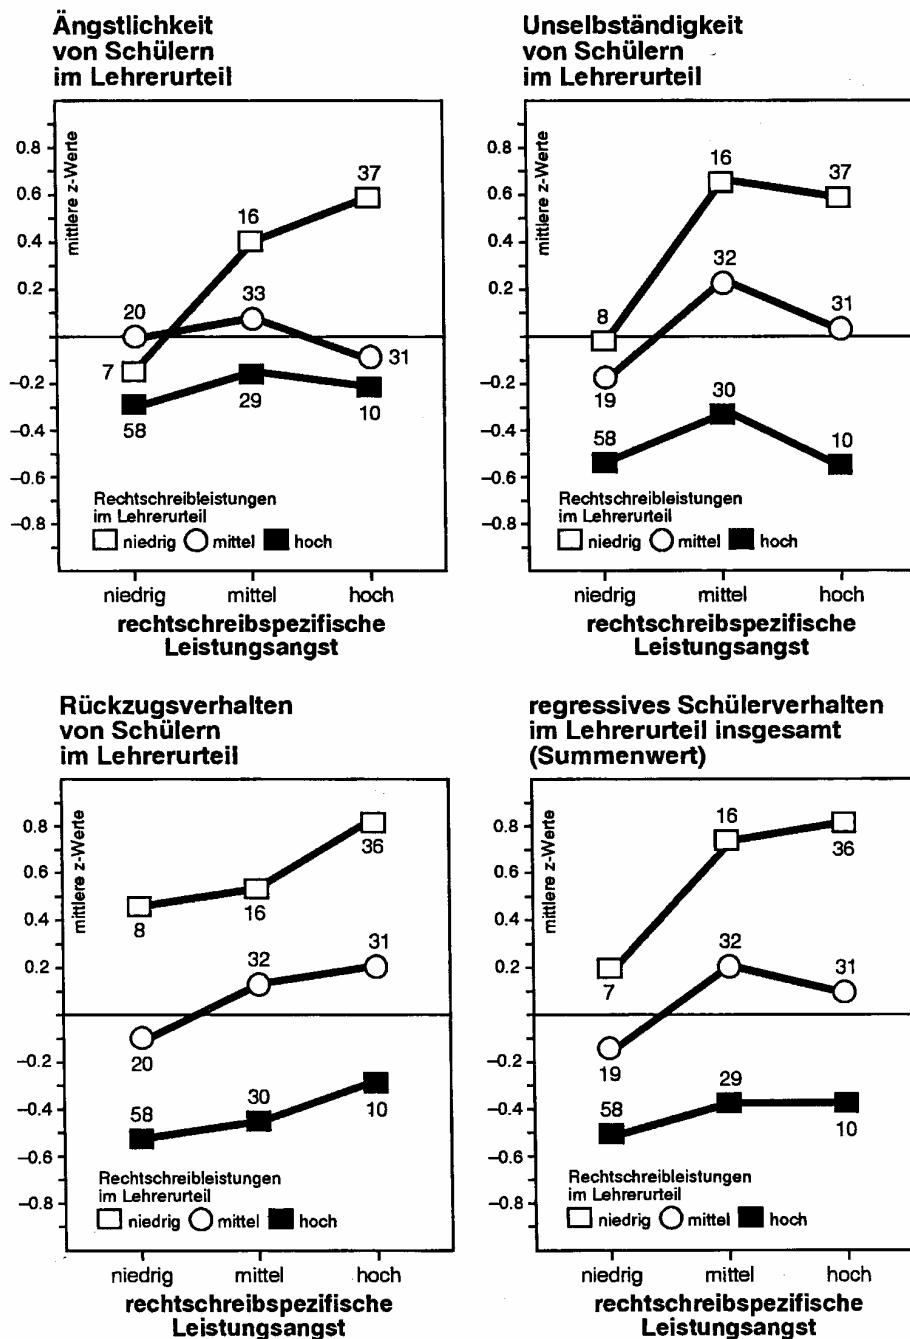 Ängstlichkeit
von Schülern
im Lehrerurteil
mittlere z-Werte
0.8
0.6
0.4
0.2
–0.2
–0.4
–0.6
–0.8
37
16
20
33
7
31
58
29
10
Rechtschreibleistungen
im Lehrerurteil
niedrig mittel hoch
niedrig mittel hoch
rechtschreibspezifische
Leistungsangst
Unselbständigkeit
von Schülern
im Lehrerurteil
mittlere z-Werte
0.8
0.6
0.4
0.2
–0.2
–0.4
–0.6
–0.8
16
37
32
8
31
19
30
58
10
Rechtschreibleistungen
im Lehrerurteil
niedrig mittel hoch
niedrig mittel hoch
rechtschreibspezifische
Leistungsangst
Rückzugsverhalten
von Schülern
im Lehrerurteil
mittlere z-Werte
0.8
0.6
0.4
0.2
–0.2
–0.4
–0.6
–0.8
36
8
16
32
31
20
58
30
10
Rechtschreibleistungen
im Lehrerurteil
niedrig mittel hoch
niedrig mittel hoch
rechtschreibspezifische
Leistungsangst
regressives Schülerverhalten
im Lehrerurteil insgesamt
(Summenwert)
mittlere z-Werte
0.8
0.6
0.4
0.2
–0.2
–0.4
–0.6
–0.8
16
36
7
32
31
19
58
29
10
Rechtschreibleistungen
im Lehrerurteil
niedrig mittel hoch
niedrig mittel hoch
rechtschreibspezifische
Leistungsangst